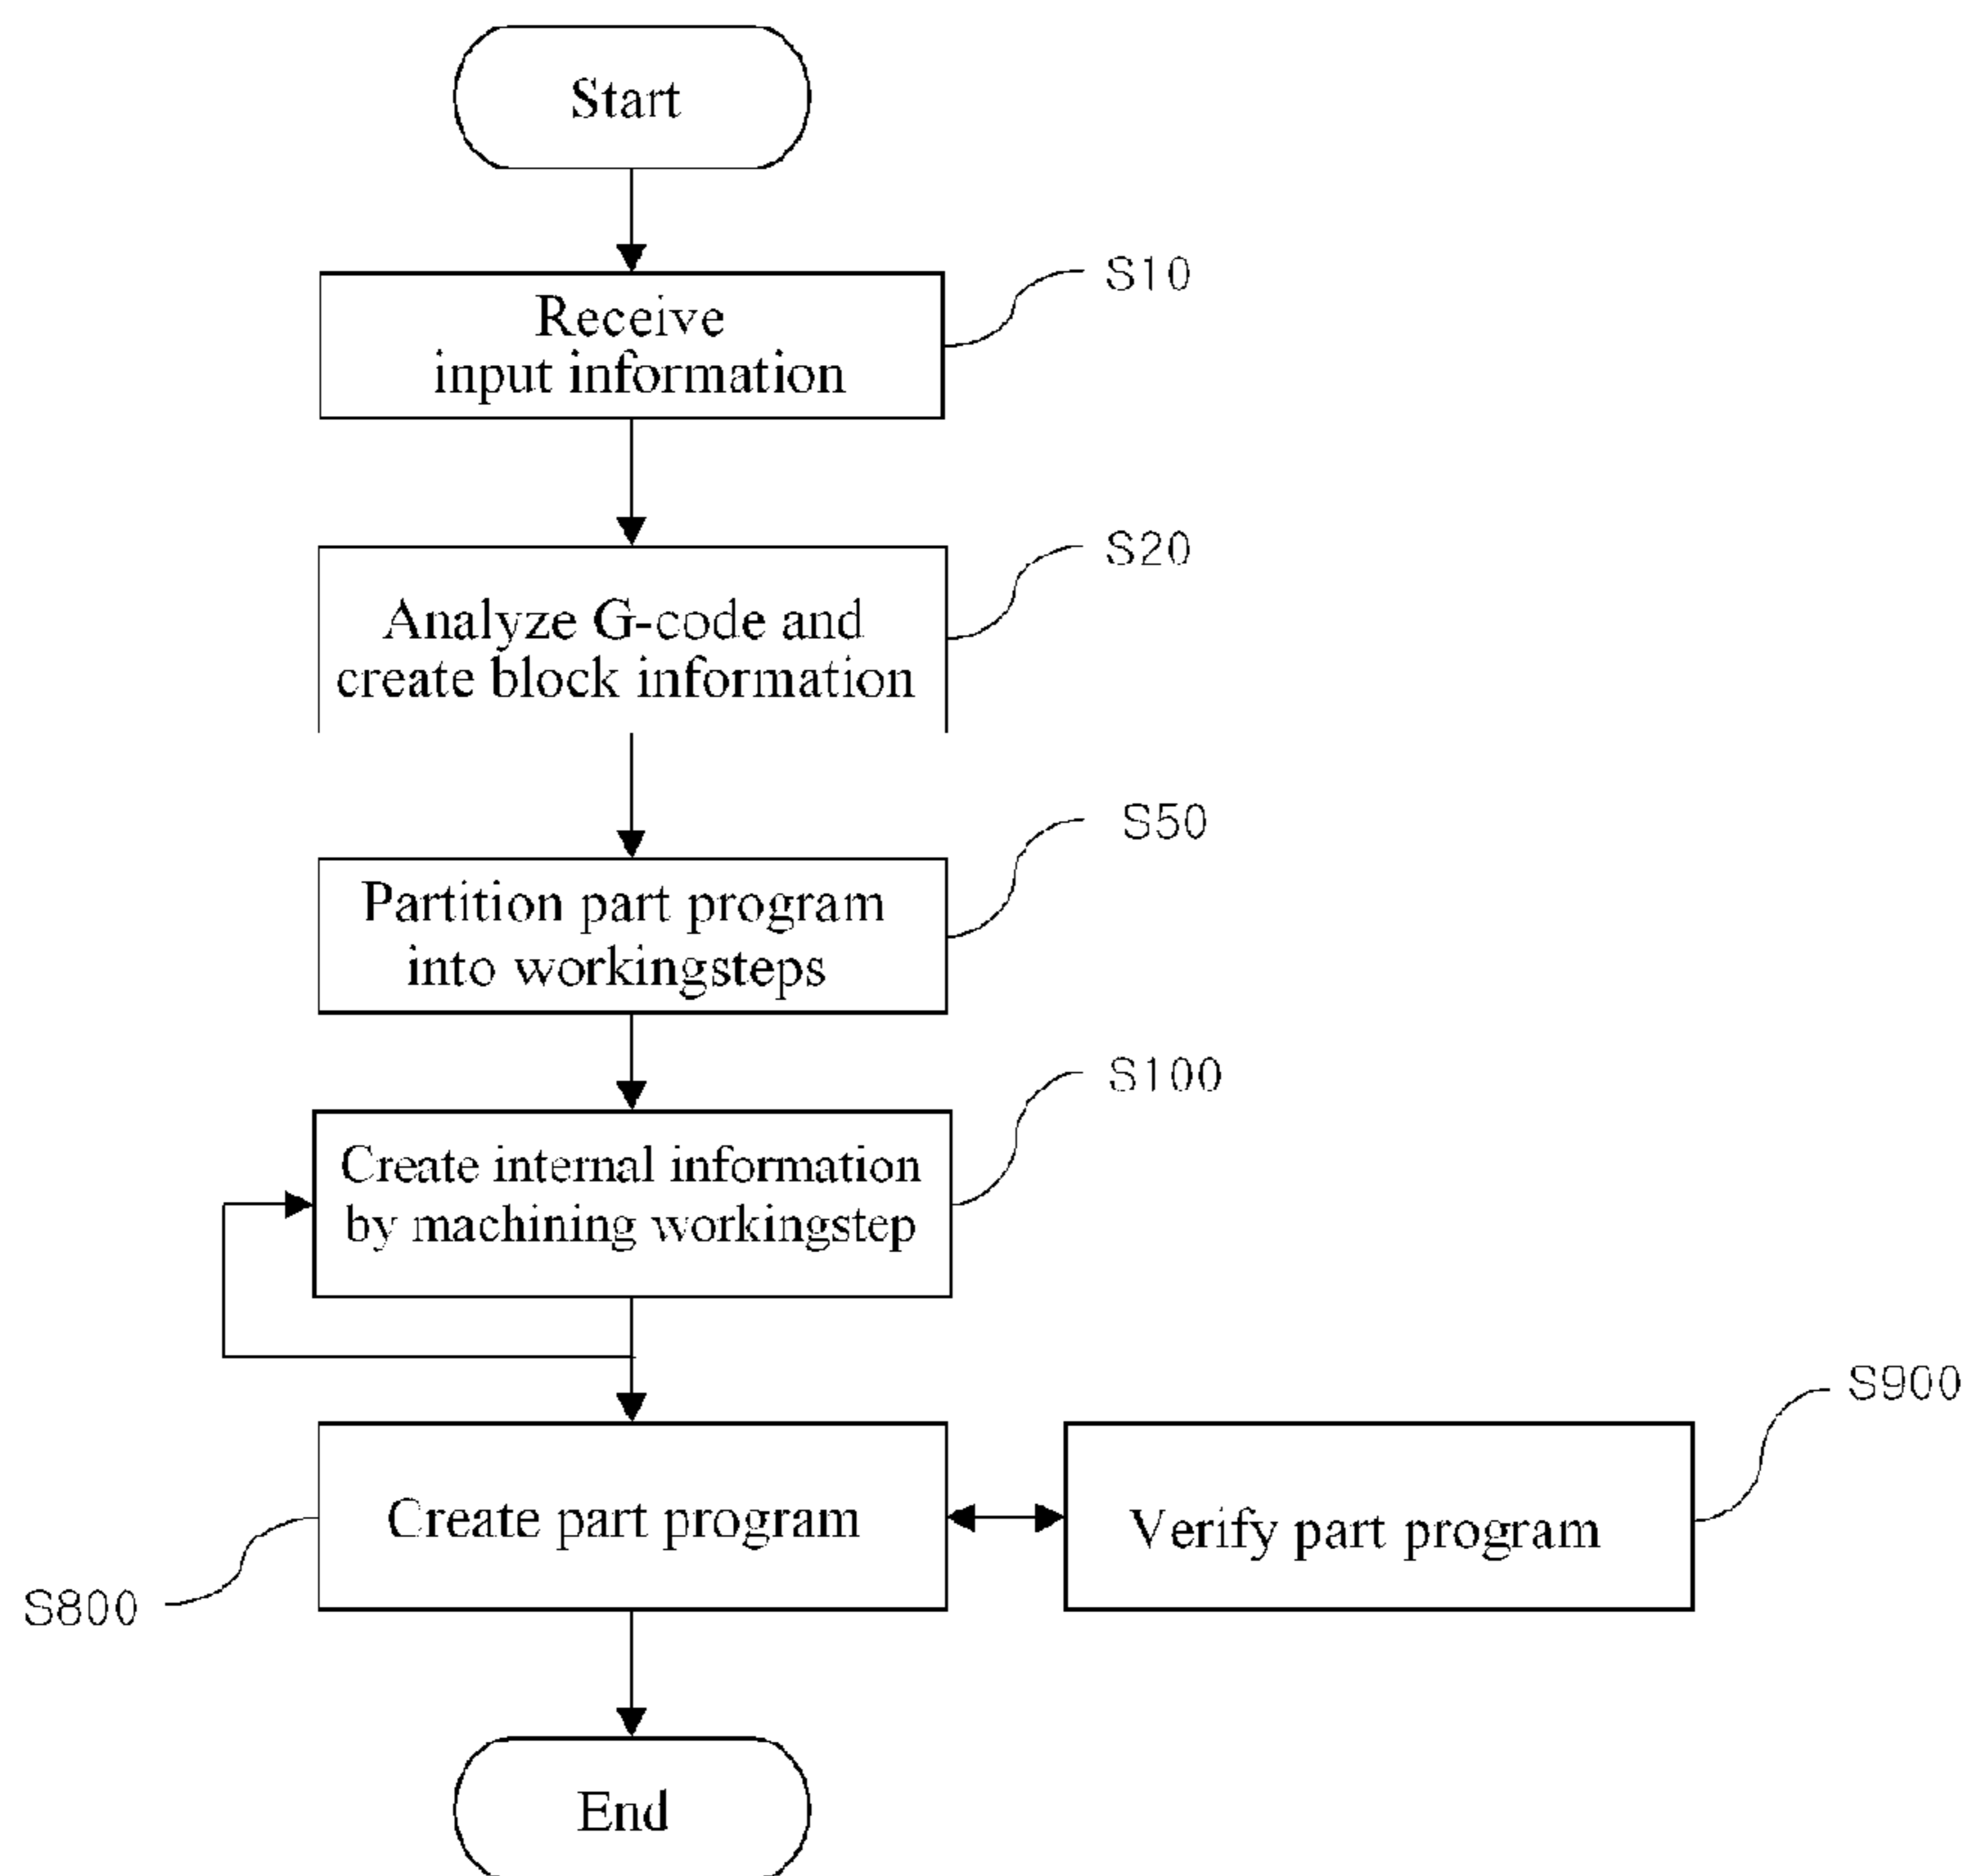 Start
Receive
input information
S10
Analyze G-code and
create block information
S20
Partition part program
into workingsteps
S50
Create internal information
by machining workingstep
S100
Create part program
S800
Verify part program
S900
End